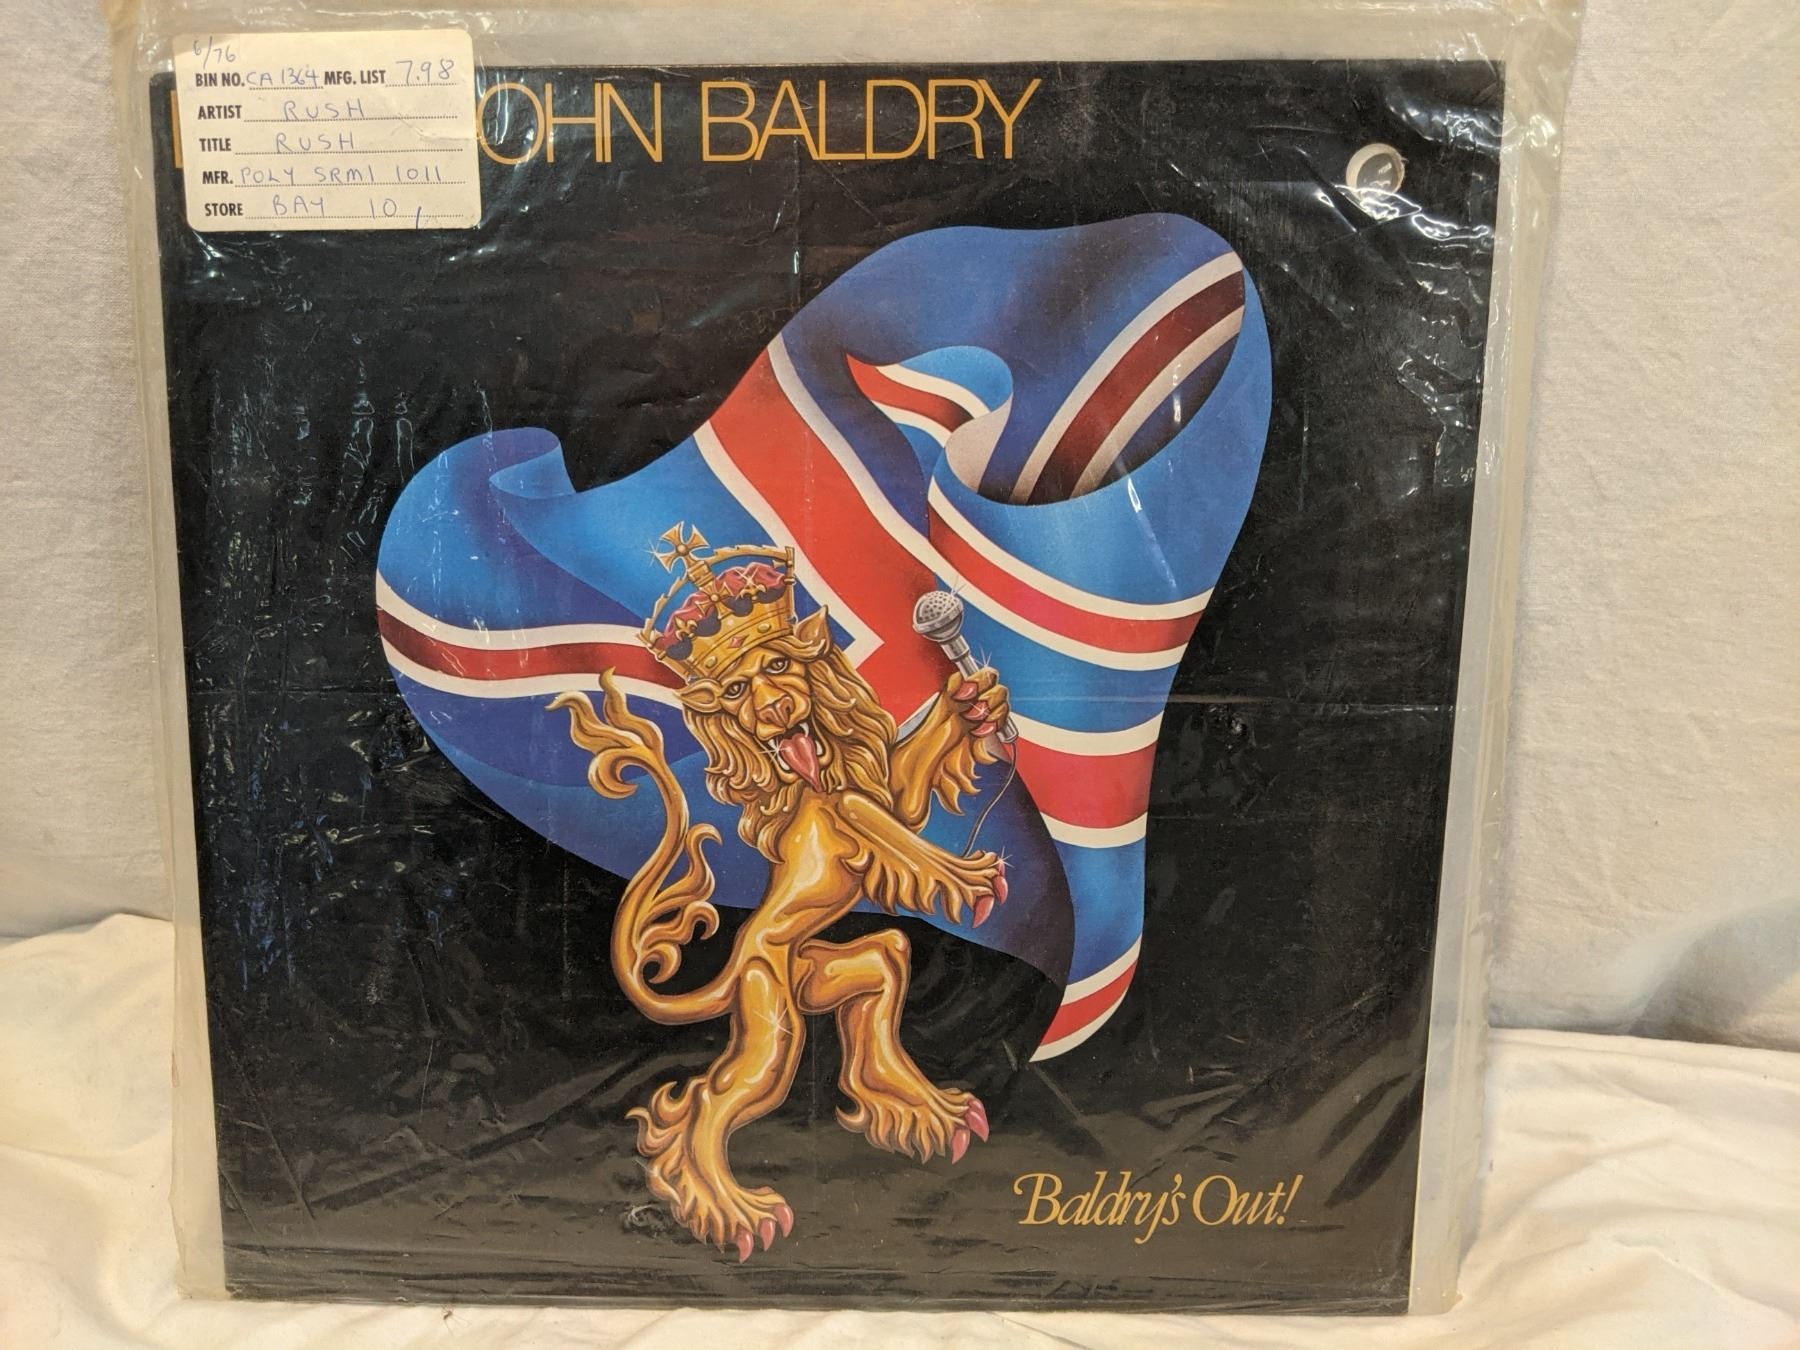 6/76
BIN NO. CA 1364 MFG. LIST 7.98
ARTIST RUSH
TITLE RUSH
MFR. POLY SRM1 1011
STORE BAY 10
OHN BALDRY
Baldry's Out!